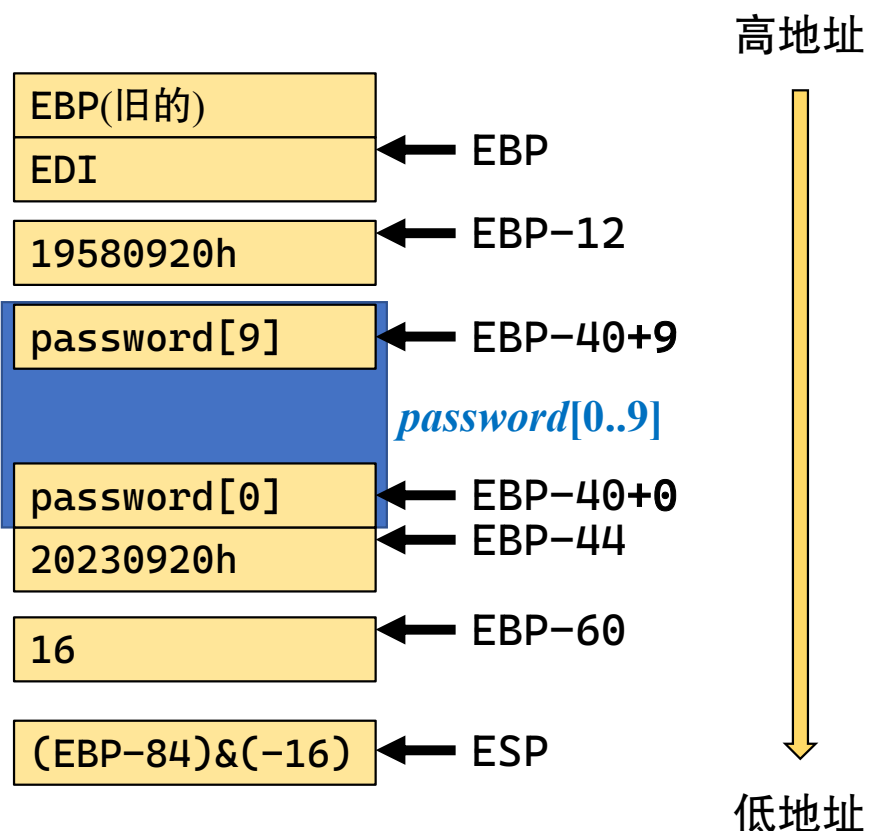 高地址
EBP(旧的)
EBP
EDI
EBP-12
19580920h
password[9]
EBP-40+9
password[0..9]
password[0]
EBP-40+0
EBP-44
20230920h
EBP-60
16
(EBP-84)&(-16)
ESP
低地址